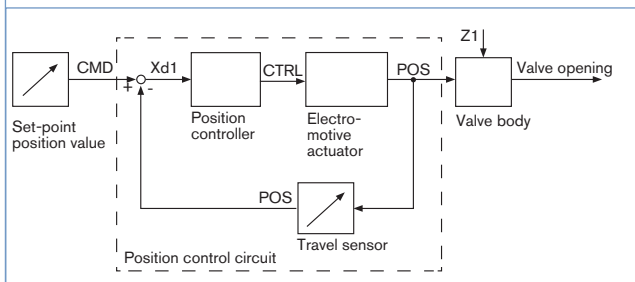 Z1
CMD
+
-
Xd1
CTRL
POS
Valve opening
Set-point
position value
Position
controller
Electro-
motive
actuator
Valve body
POS
Travel sensor
Position control circuit